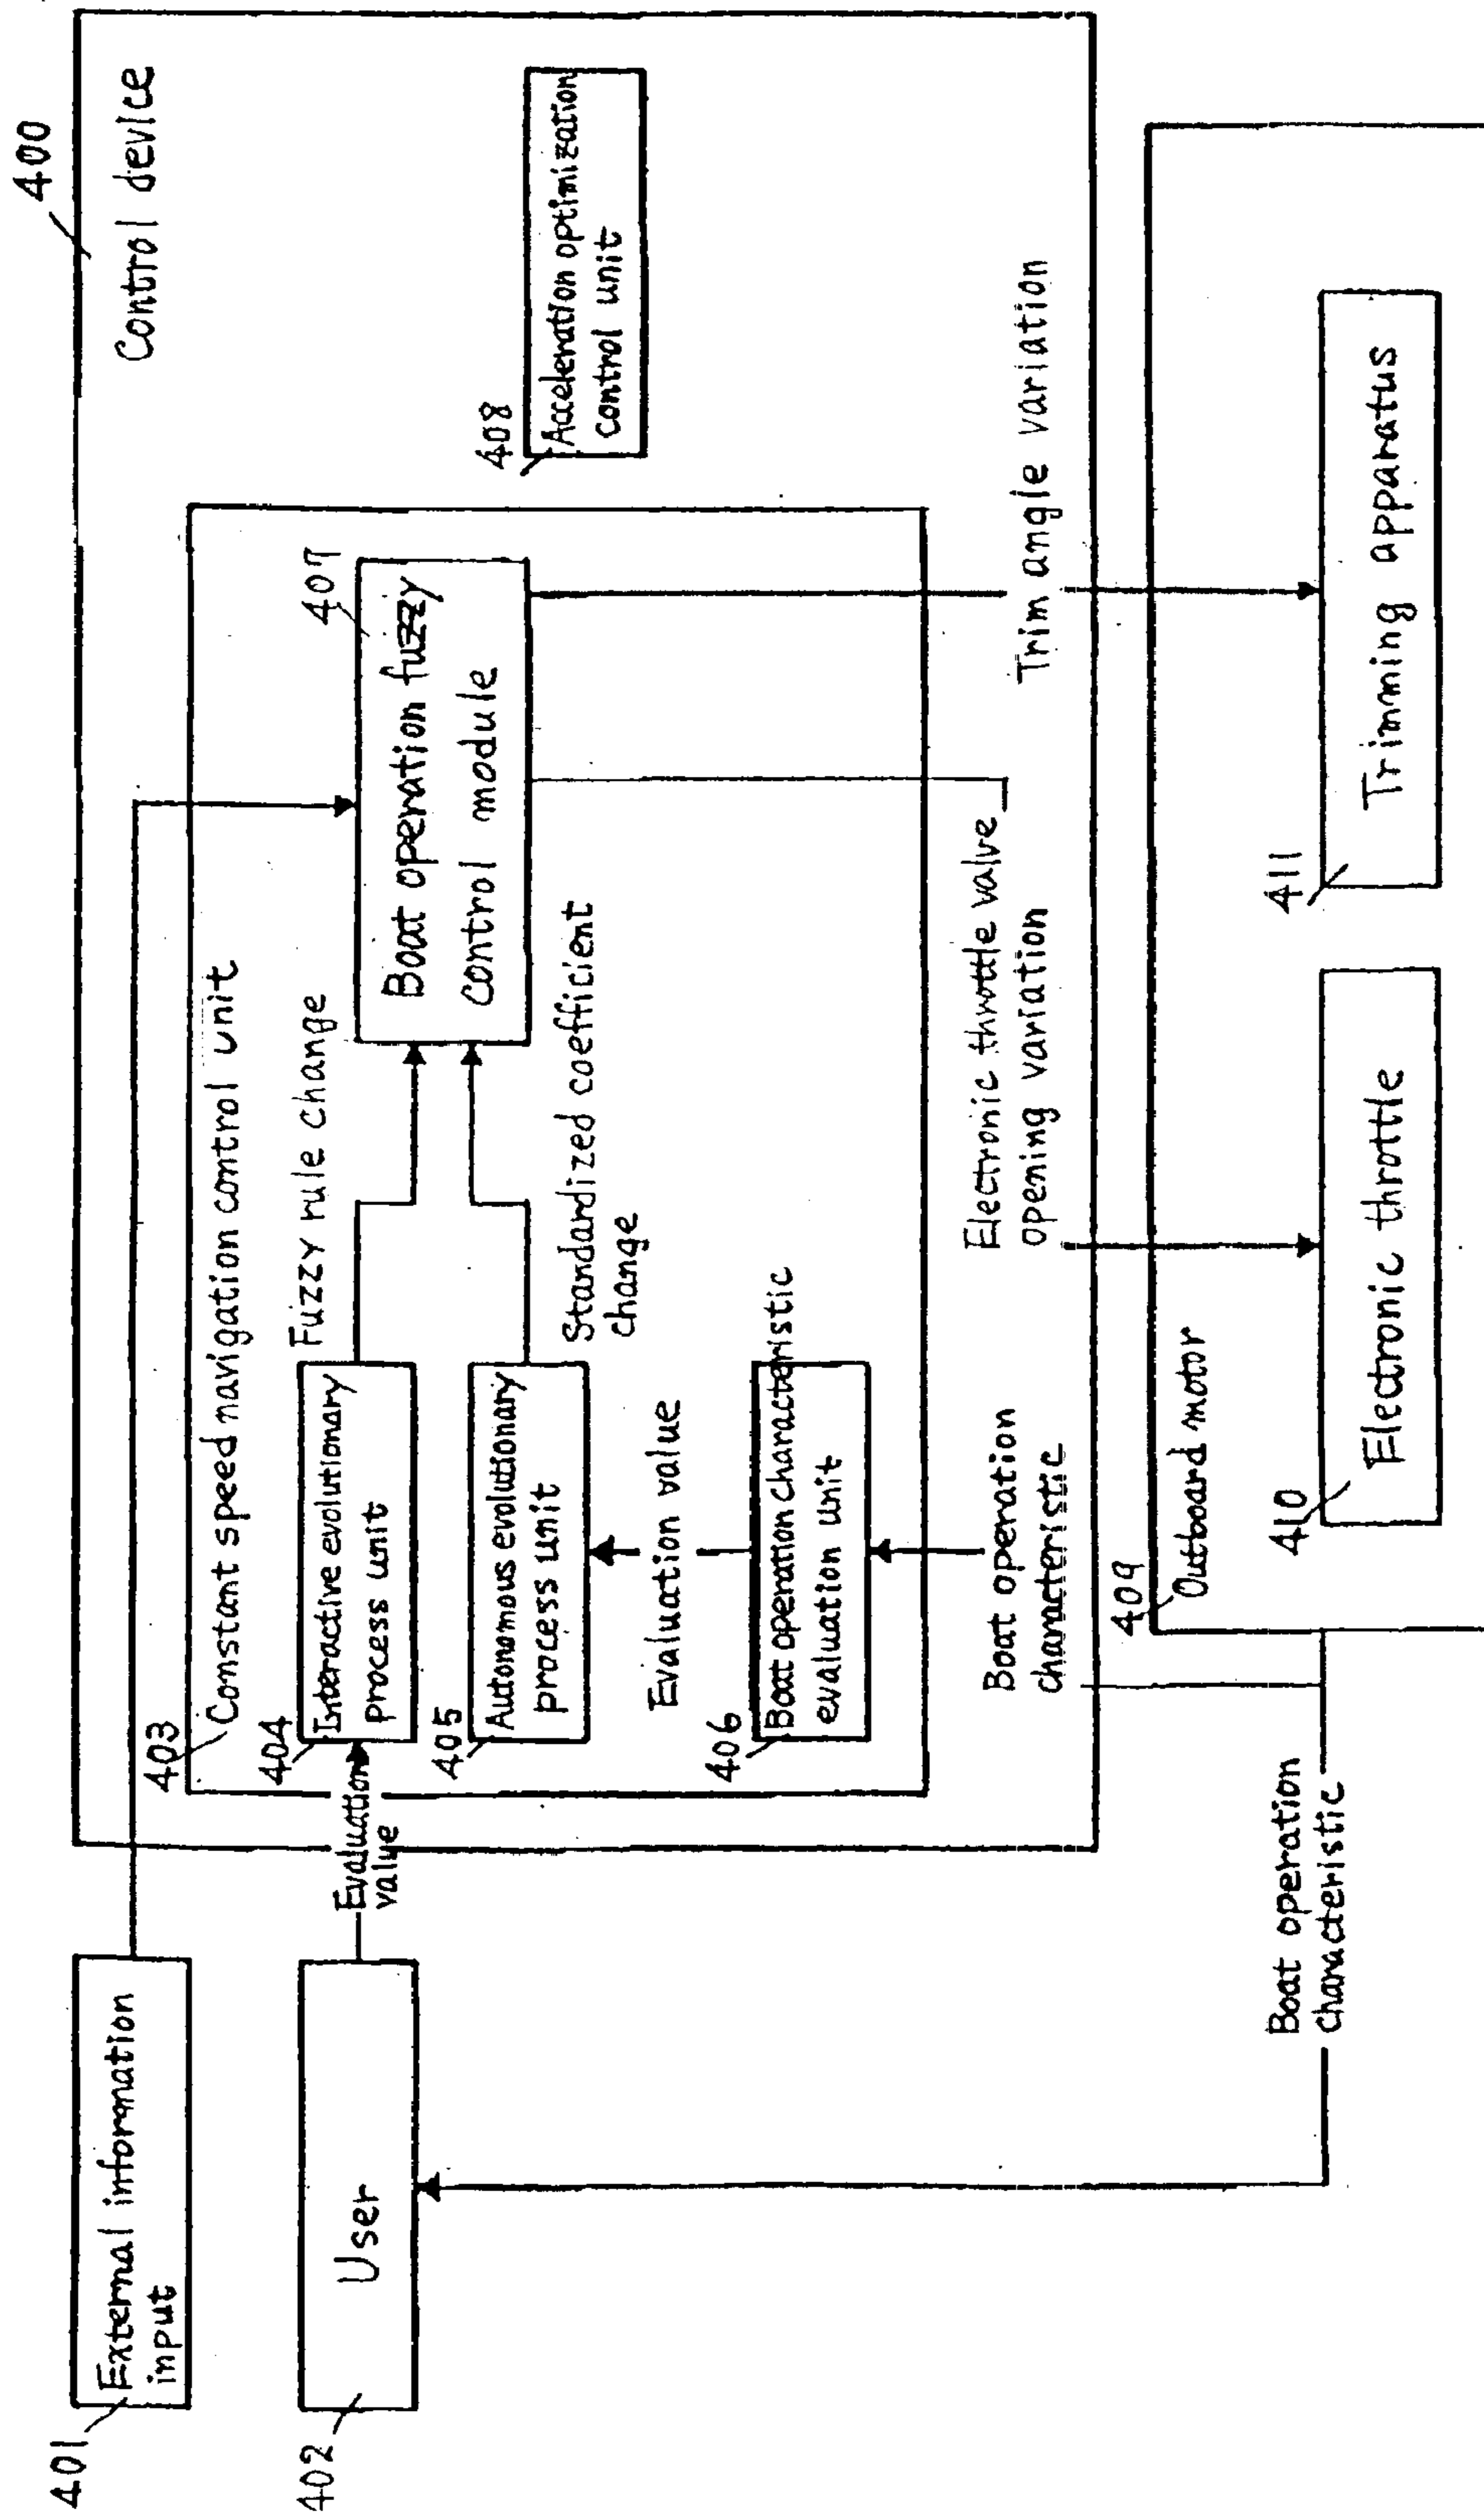 400
Control device
401
External information
input
402
User
Evaluation
value
403
Constant speed navigation control unit
404
Interactive evolutionary
process unit
Fuzzy rule change
405
Autonomous evolutionary
process unit
Standardized coefficient
change
Evaluation value
406
Boat operation characteristic
evaluation unit
407
Boat operation fuzzy
control module
408
Acceleration optimization
control unit
Boat operation
characteristic
Electronic throttle valve
opening variation
Trim angle variation
Boat operation
characteristic
409
Outboard motor
410
Electronic throttle
411
Trimming apparatus